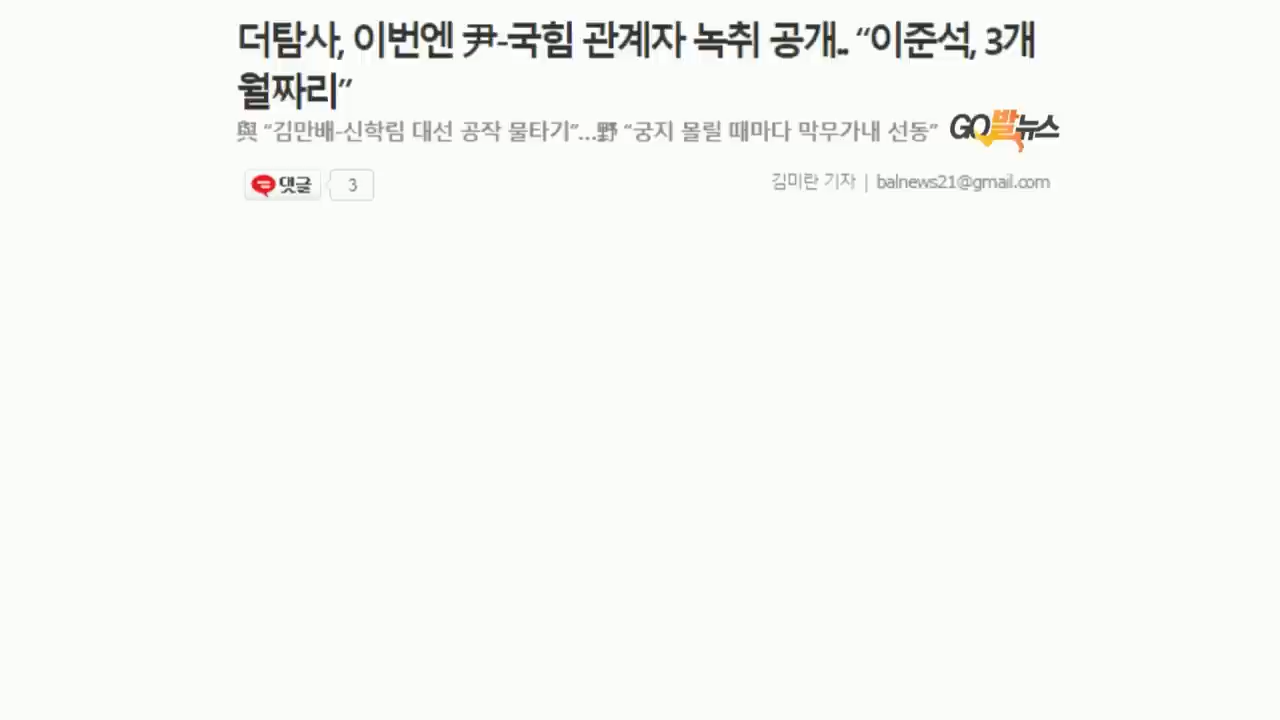 더탐사, 이번엔 尹-국힘 관계자 녹취 공개.. “이준석, 3개
월짜리”
與 “김만배-신학림 대선 공작 물타기”…野 “궁지 몰릴 때마다 막무가내 선동”
GO발뉴스
댓글 3
김미란 기자 | balnews21@gmail.com